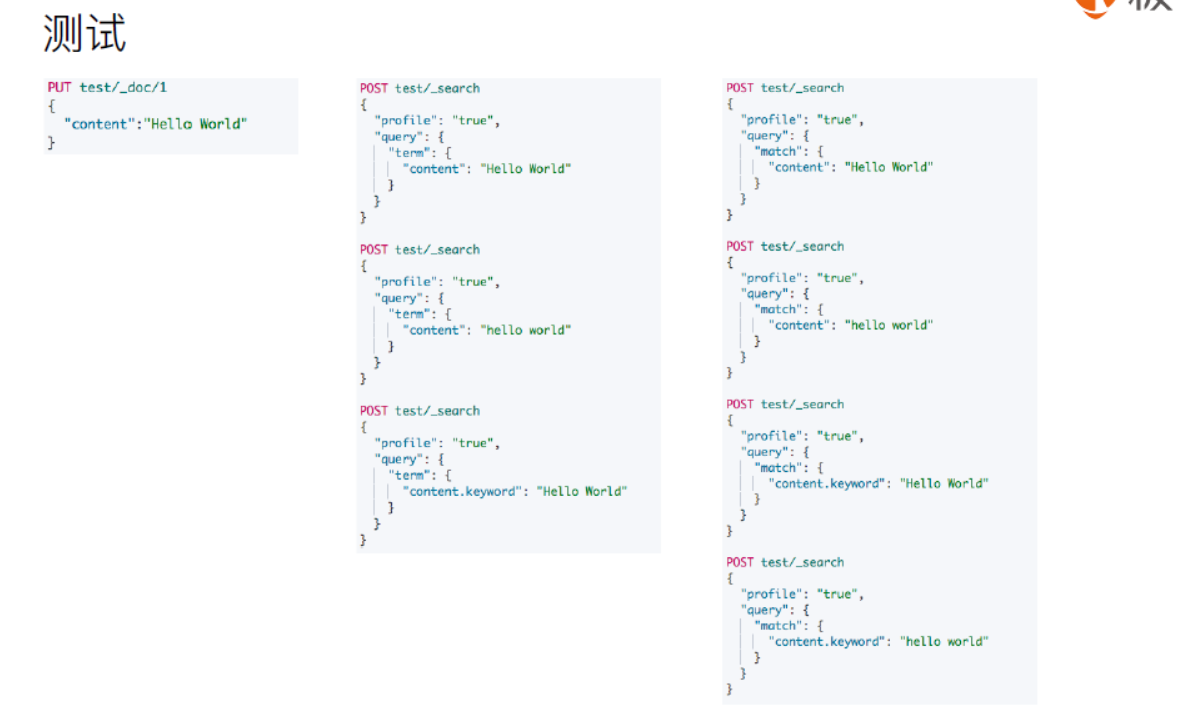 测试
PUT test/_doc/1
{
  "content":"Hello World"
}
POST test/_search
{
  "profile": "true",
  "query": {
    "term": {
      "content": "Hello World"
    }
  }
}
POST test/_search
{
  "profile": "true",
  "query": {
    "term": {
      "content": "hello world"
    }
  }
}
POST test/_search
{
  "profile": "true",
  "query": {
    "term": {
      "content.keyword": "Hello World"
    }
  }
}
POST test/_search
{
  "profile": "true",
  "query": {
    "match": {
      "content": "Hello World"
    }
  }
}
POST test/_search
{
  "profile": "true",
  "query": {
    "match": {
      "content": "hello world"
    }
  }
}
POST test/_search
{
  "profile": "true",
  "query": {
    "match": {
      "content.keyword": "Hello World"
    }
  }
}
POST test/_search
{
  "profile": "true",
  "query": {
    "match": {
      "content.keyword": "hello world"
    }
  }
}